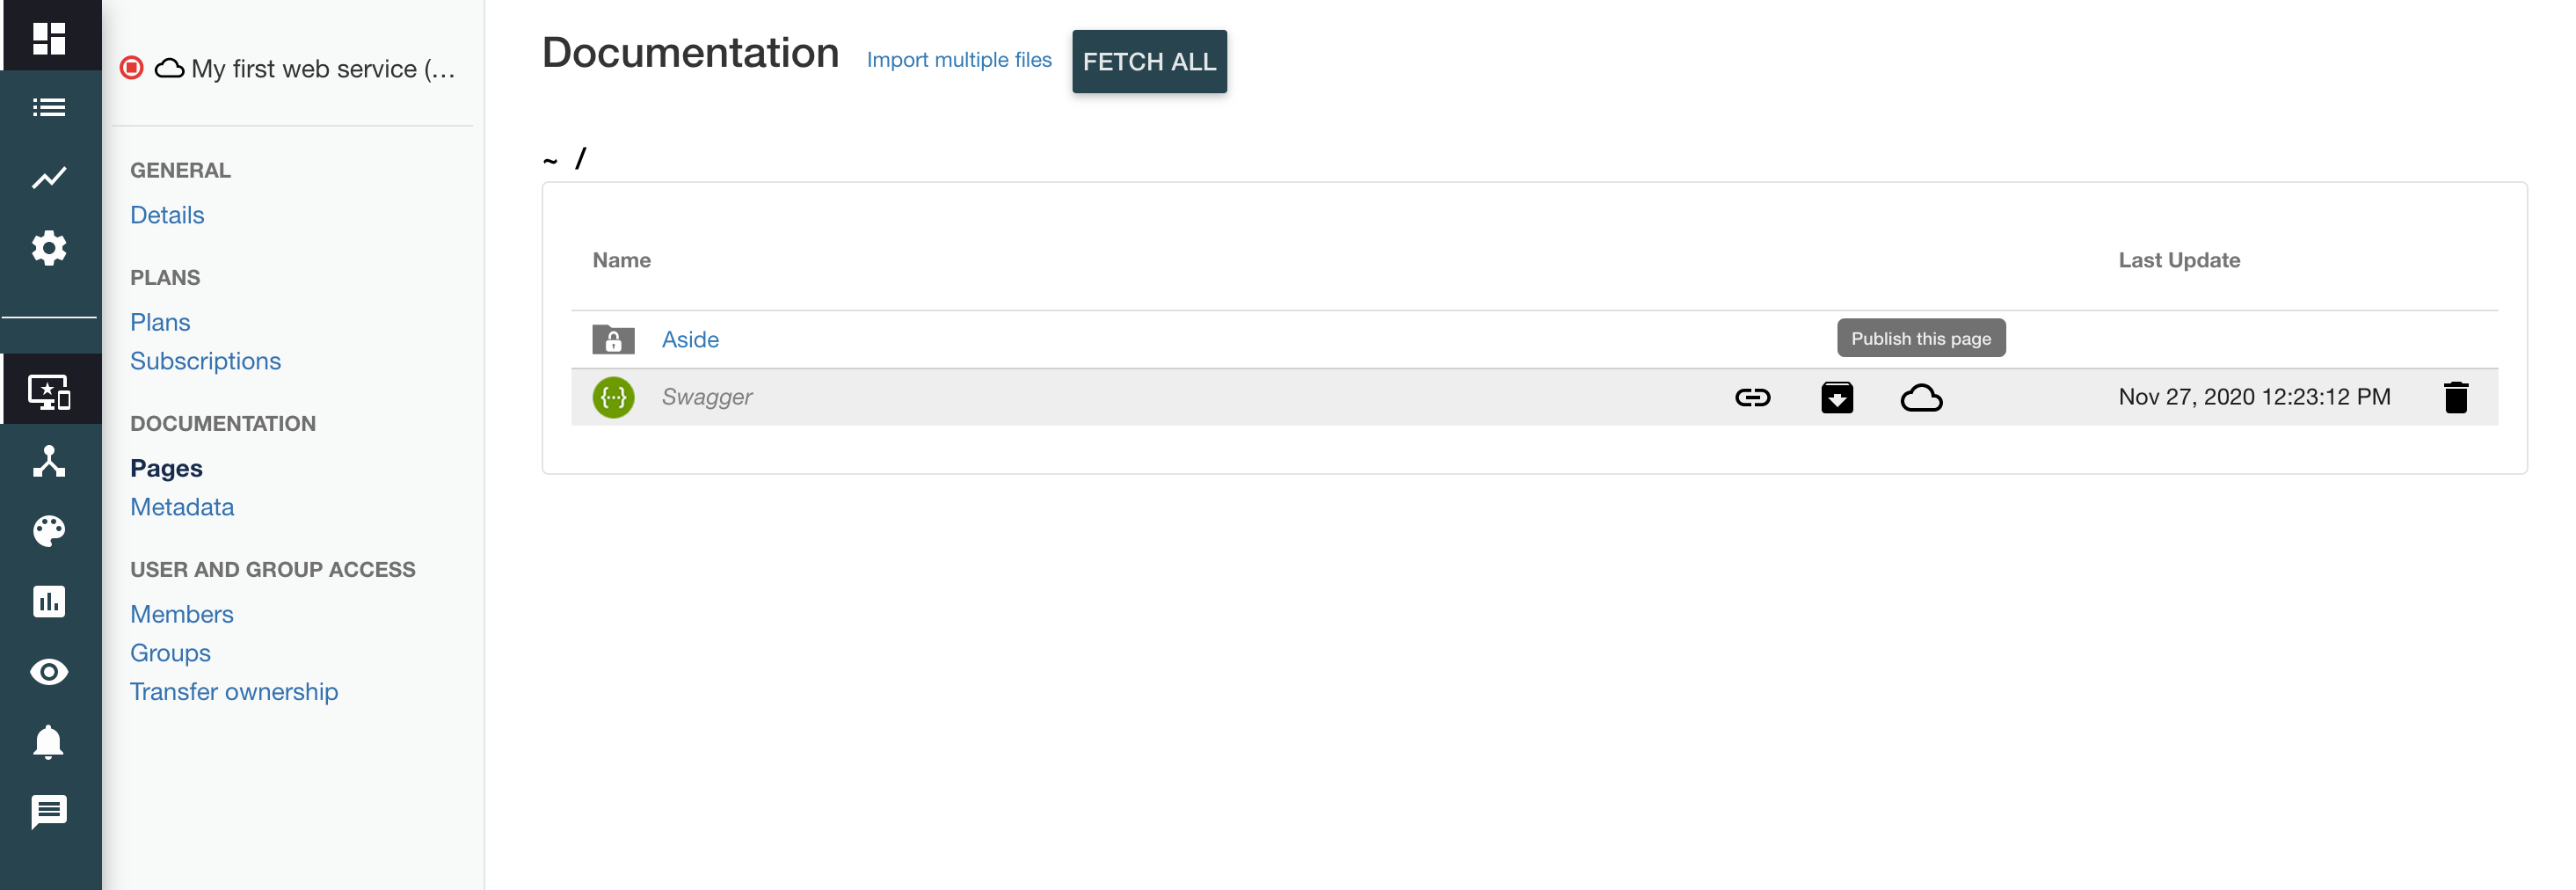 My first web service (...
GENERAL
Details
PLANS
Plans
Subscriptions
DOCUMENTATION
Pages
Metadata
USER AND GROUP ACCESS
Members
Groups
Transfer ownership
Documentation Import multiple files FETCH ALL
~ /
Name Last Update
Aside
Publish this page
Swagger Nov 27, 2020 12:23:12 PM